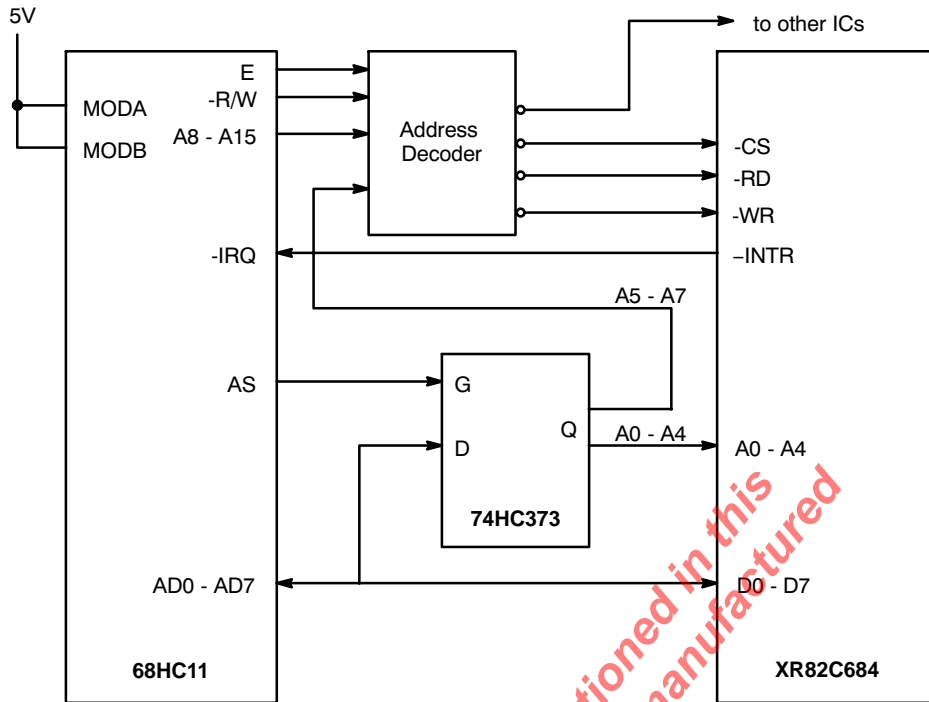 5V
to other ICs
E
-R/W
A8 - A15
MODA
MODB
Address
Decoder
-CS
-RD
-WR
-IRQ
–INTR
A5 - A7
AS
G
D
Q
A0 - A4
A0 - A4
74HC373
AD0 - AD7
D0 - D7
68HC11
XR82C684
tioned in this
manufactured